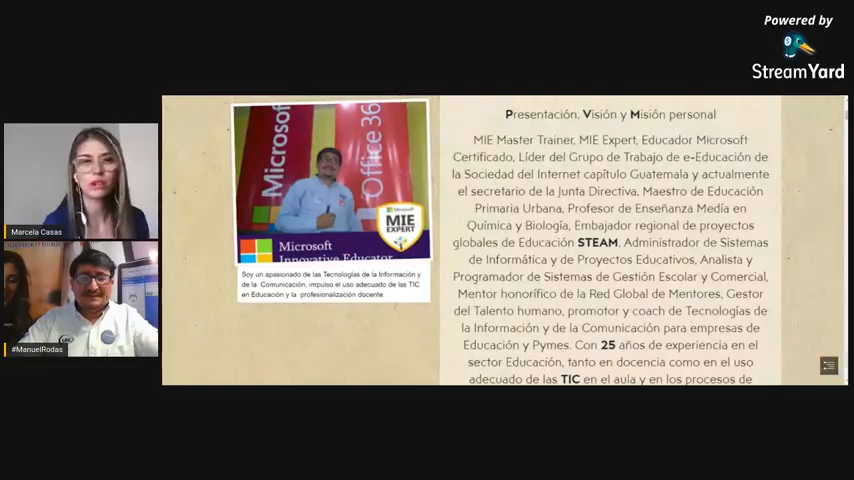 Powered by
StreamYard
Presentación, Visión y Misión personal
MIE Master Trainer, MIE Expert, Educador Microsoft
Certificado, Líder del Grupo de Trabajo de e-Educación de
la Sociedad del Internet capítulo Guatemala y actualmente
el secretario de la Junta Directiva, Maestro de Educación
Primaria Urbana, Profesor de Enseñanza Media en
Química y Biología, Embajador regional de proyectos
globales de Educación STEAM, Administrador de Sistemas
de Informática y de Proyectos Educativos, Analista y
Programador de Sistemas de Gestión Escolar y Comercial,
Mentor honorífico de la Red Global de Mentores, Gestor
del Talento humano, promotor y coach de Tecnologías de
la Información y de la Comunicación para empresas de
Educación y Pymes. Con 25 años de experiencia en el
sector Educación, tanto en docencia como en el uso
adecuado de las TIC en el aula y en los procesos de
Microsoft
Office 36
Microsoft
MIE
EXPERT
Microsoft
Innovative Educator
Soy un apasionado de las Tecnologías de la Información y
de la Comunicación, impulso el uso adecuado de las TIC
en Educación y la profesionalización docente.
Marcela Casas
#ManuelRodas